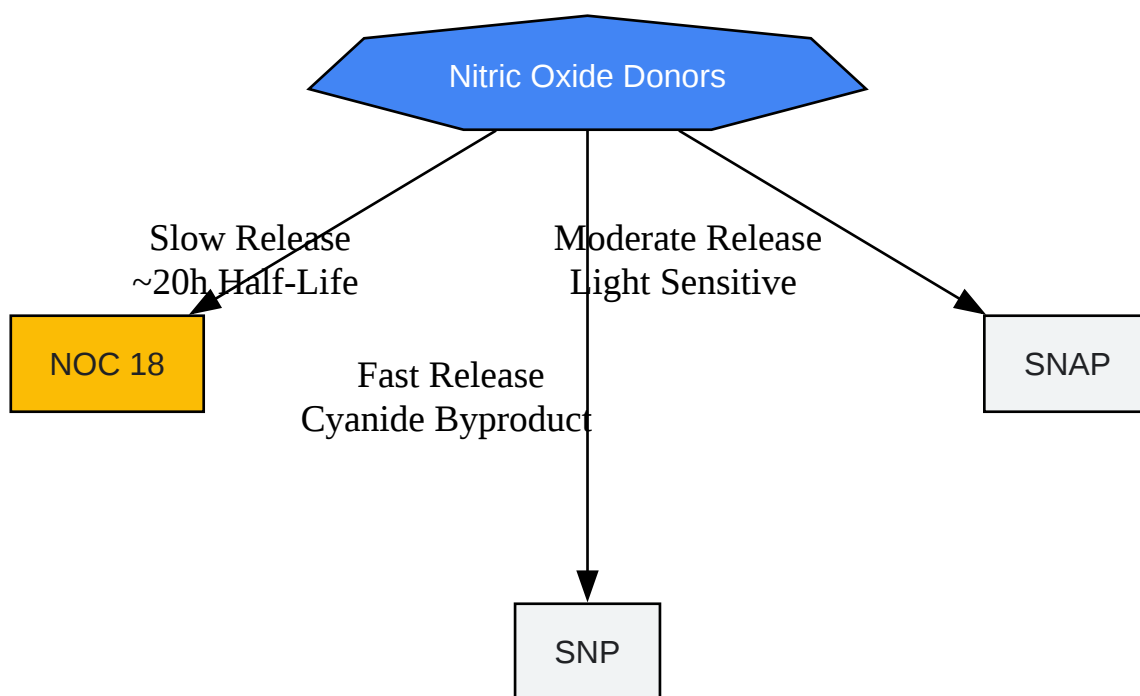 Nitric Oxide Donors
Slow Release
~20h Half-Life
Moderate Release
Light Sensitive
NOC 18
SNAP
Fast Release
Cyanide Byproduct
SNP